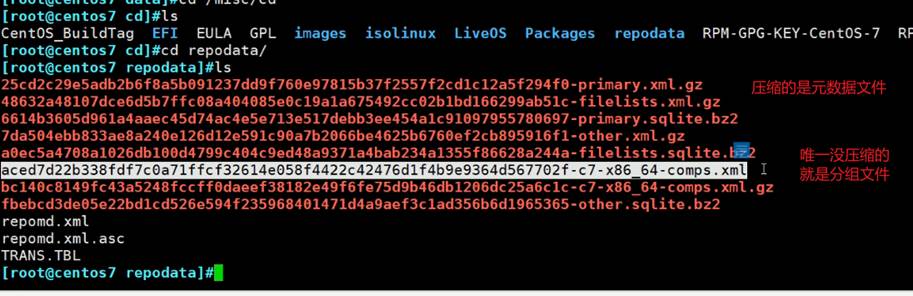 [root@centos7 data]#cd /misc/cd
[root@centos7 cd]#ls
CentOS_BuildTag EFI EULA GPL images isolinux LiveOS Packages repodata RPM-GPG-KEY-CentOS-7 RP
[root@centos7 cd]#cd repodata/
[root@centos7 repodata]#ls
25cd2c29e5adb2b6f8a5b091237dd9f760e97815b37f2557f2cd1c12a5f294f0-primary.xml.gz
压缩的是元数据文件
48632a48107dce6d5b7ffc08a404085e0c19a1a675492cc02b1bd166299ab51c-filelists.xml.gz
6614b3605d961a4aaec45d74ac4e5e713e517debb3ee454a1c91097955780697-primary.sqlite.bz2
7da504ebb833ae8a240e126d12e591c90a7b2066be4625b6760ef2cb895916f1-other.xml.gz
a0ec5a4708a1026db100d4799c404c9ed48a9371a4bab234a1355f86628a244a-filelists.sqlite.bz2
唯一没压缩的
aced7d22b338fdf7c0a71ffcf32614e058f4422c42476d1f4b9e9364d567702f-c7-x86_64-comps.xml
就是分组文件
bc140c8149fc43a5248fccff0daeef38182e49f6fe75d9b46db1206dc25a6c1c-c7-x86_64-comps.xml.gz
fbebcd3de05e22bd1cd526e594f235968401471d4a9aef3c1ad356b6d1965365-other.sqlite.bz2
repomd.xml
repomd.xml.asc
TRANS.TBL
[root@centos7 repodata]#